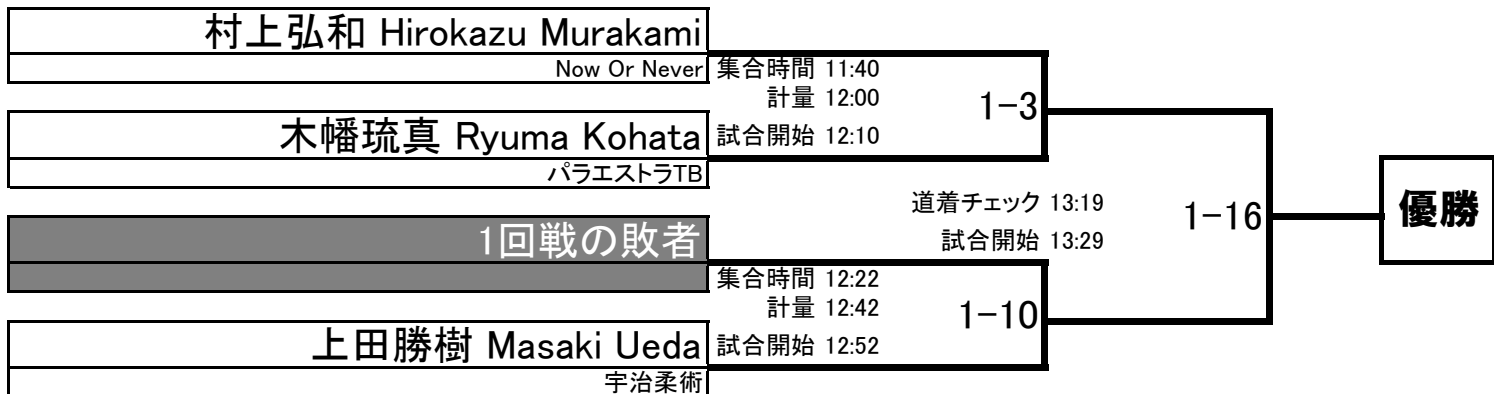 村上弘和 Hirokazu Murakami
Now Or Never
集合時間 11:40
計量 12:00
1-3
木幡琉真 Ryuma Kohata
試合開始 12:10
パラエストラTB
道着チェック 13:19
1-16
優勝
1回戦の敗者
試合開始 13:29
集合時間 12:22
計量 12:42
1-10
上田勝樹 Masaki Ueda
試合開始 12:52
宇治柔術